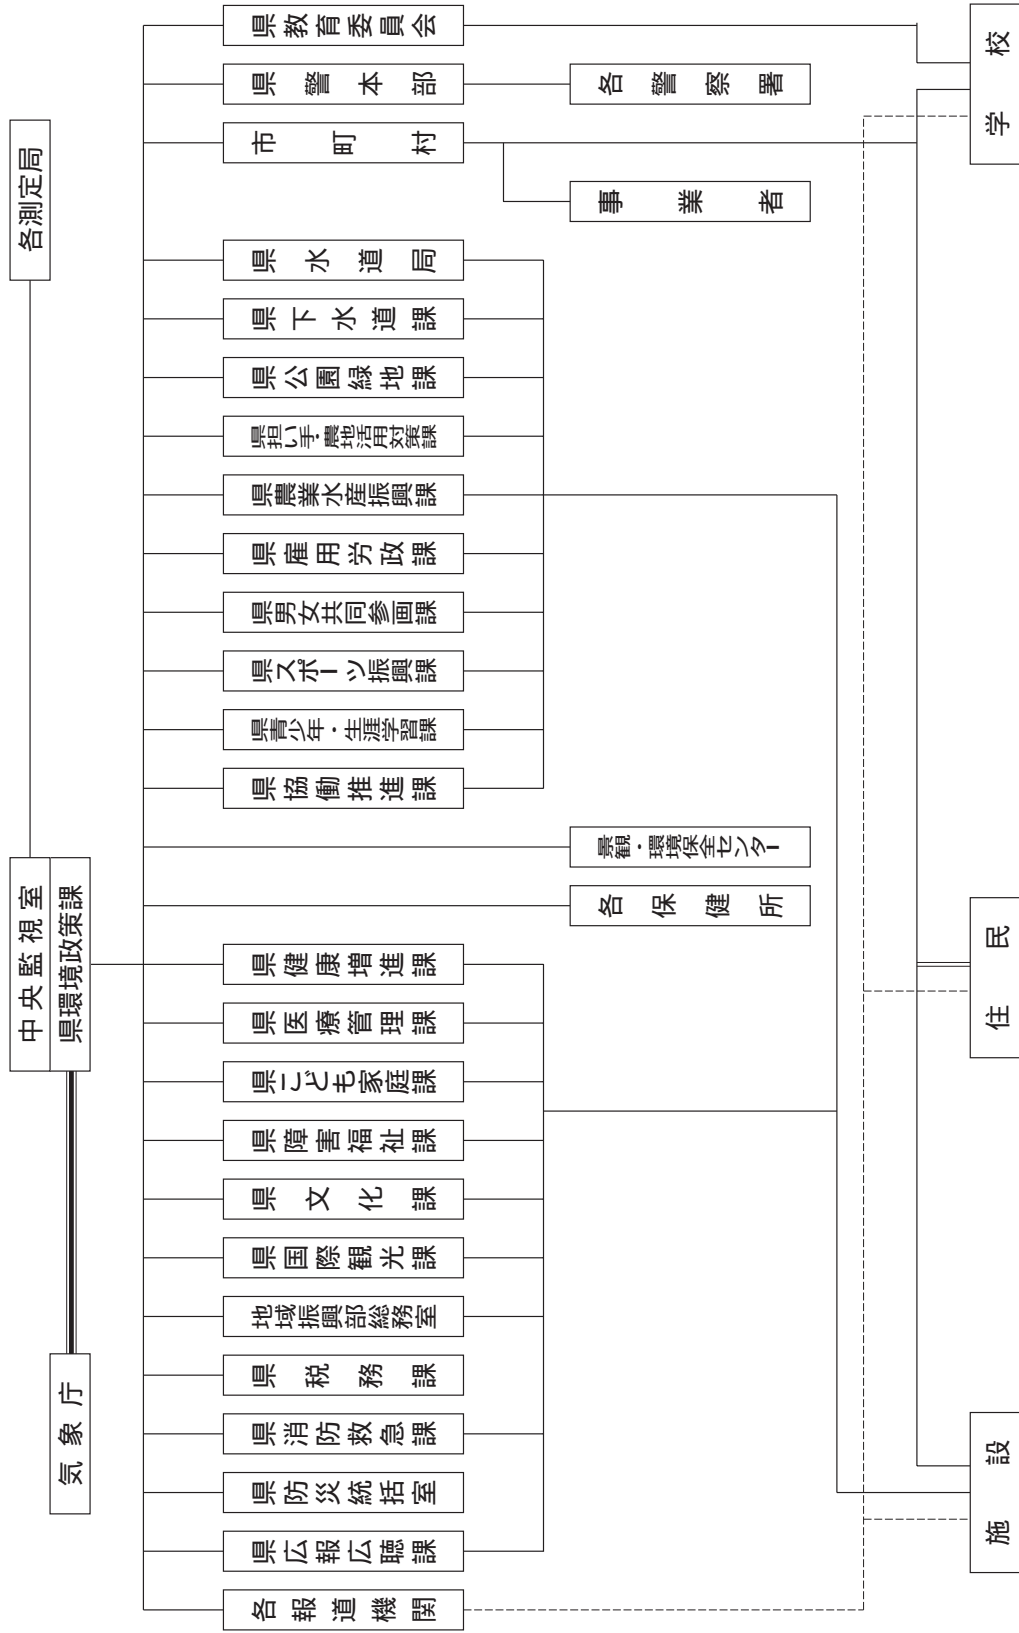 各測定局
中央監視室
県環境政策課
気象庁
県教育委員会
県警本部
市町村
県水道局
県下水道課
県公園緑地課
県担い手・農地活用対策課
県農業水産振興課
県雇用労政課
県男女共同参画課
県スポーツ振興課
県青少年・生涯学習課
県協働推進課
県健康増進課
県医療管理課
県こども家庭課
県障害福祉課
県文化課
県国際観光課
地域振興部総務室
県税務課
県消防救急課
県防災統括室
県広報広聴課
各報道機関
各警察署
事業者
景観・環境保全センター
各保健所
学校
住民
施設